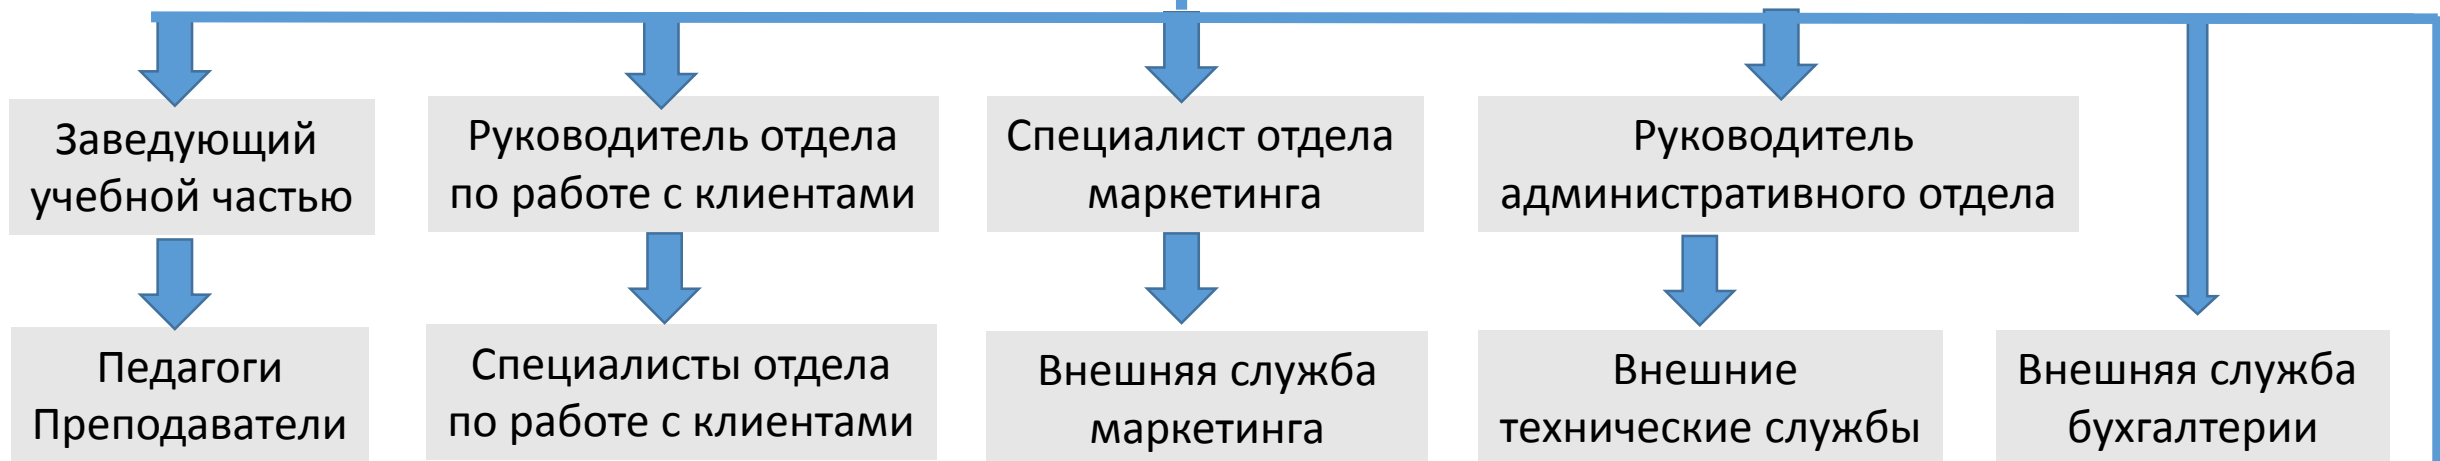 Заведующий
учебной частью
Руководитель отдела
по работе с клиентами
Специалист отдела
маркетинга
Руководитель
административного отдела
Педагоги
Преподаватели
Специалисты отдела
по работе с клиентами
Внешняя служба
маркетинга
Внешние
технические службы
Внешняя служба
бухгалтерии